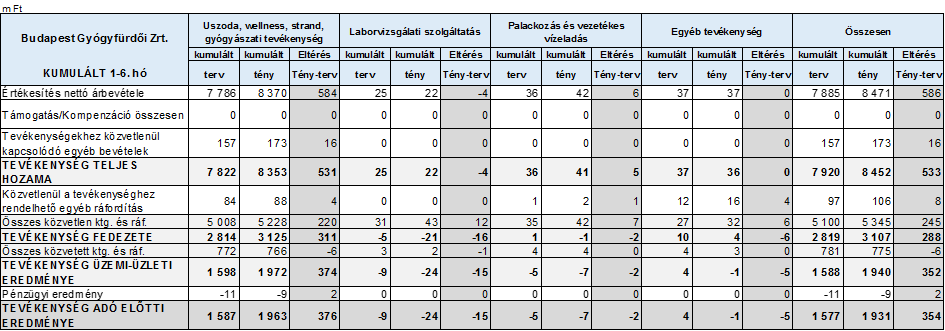 m Ft
Budapest Gyógyfürdői Zrt. Uszoda, wellness, strand, gyógyászati tevékenység Laborvizsgálati szolgáltatás Palackozás és vezetékes vízeladás Egyéb tevékenység Összesen
kumulált kumulált Eltérés kumulált kumulált Eltérés kumulált kumulált Eltérés kumulált kumulált Eltérés kumulált kumulált Eltérés
KUMULÁLT 1-6. hó terv tény Tény-terv terv tény Tény-terv terv tény Tény-terv terv tény Tény-terv terv tény Tény-terv
Értékesítés nettó árbevétele 7 786 8 370 584 25 22 -4 36 42 6 37 37 0 7 885 8 471 586
Támogatás/Kompenzáció összesen 0 0 0 0 0 0 0 0 0 0 0 0 0 0 0
Tevékenységekhez közvetlenül kapcsolódó egyéb bevételek 157 173 16 0 0 0 0 0 0 0 0 0 157 173 16
TEVÉKENYSÉG TELJES HOZAMA 7 822 8 353 531 25 22 -4 36 41 5 37 36 0 7 920 8 452 533
Közvetlenül a tevékenységhez rendelhető egyéb ráfordítás 84 88 4 0 0 0 1 2 1 12 16 4 97 106 8
Összes közvetlen ktg. és ráf. 5 008 5 228 220 31 43 12 35 42 7 27 32 6 5 100 5 345 245
TEVÉKENYSÉG FEDEZETE 2 814 3 125 311 -5 -21 -16 1 -1 -2 10 4 -6 2 819 3 107 288
Összes közvetett ktg. és ráf. 772 766 -6 3 2 -1 4 4 0 4 3 0 781 775 -6
TEVÉKENYSÉG ÜZEMI-ÜZLETI EREDMÉNYE 1 598 1 972 374 -9 -24 -15 -5 -7 -2 4 -1 -5 1 588 1 940 352
Pénzügyi eredmény -11 -9 2 0 0 0 0 0 0 0 0 0 -11 -9 2
TEVÉKENYSÉG ADÓ ELŐTTI EREDMÉNYE 1 587 1 963 376 -9 -24 -15 -5 -7 -2 4 -1 -5 1 577 1 931 354